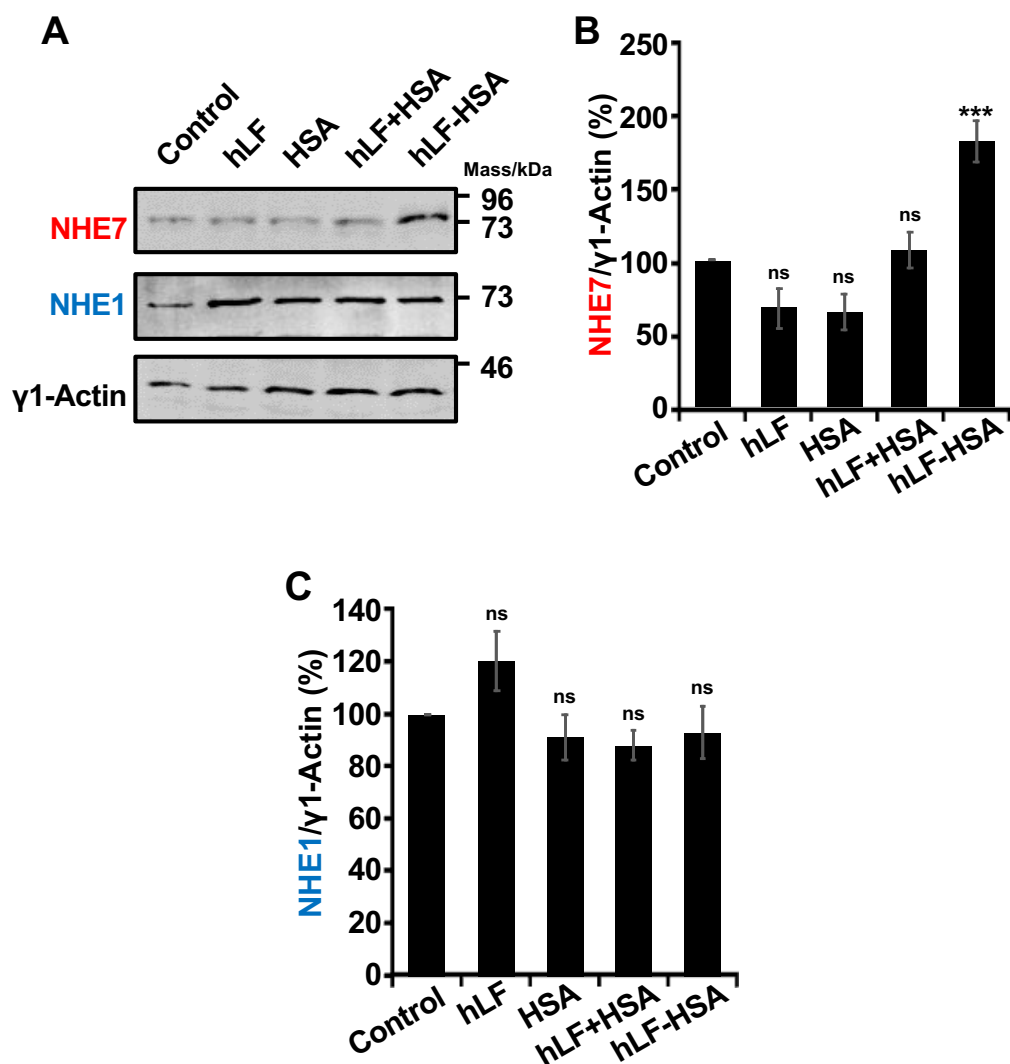 A
Control
hLF
HSA
hLF+HSA
hLF-HSA
Mass/kDa
NHE7
96
73
NHE1
73
γ1-Actin
46
B
NHE7/γ1-Actin (%)
250
200
150
100
50
0
ns
ns
ns
***
Control
hLF
HSA
hLF+HSA
hLF-HSA
C
NHE1/γ1-Actin (%)
140
120
100
80
60
40
20
0
ns
ns
ns
ns
Control
hLF
HSA
hLF+HSA
hLF-HSA